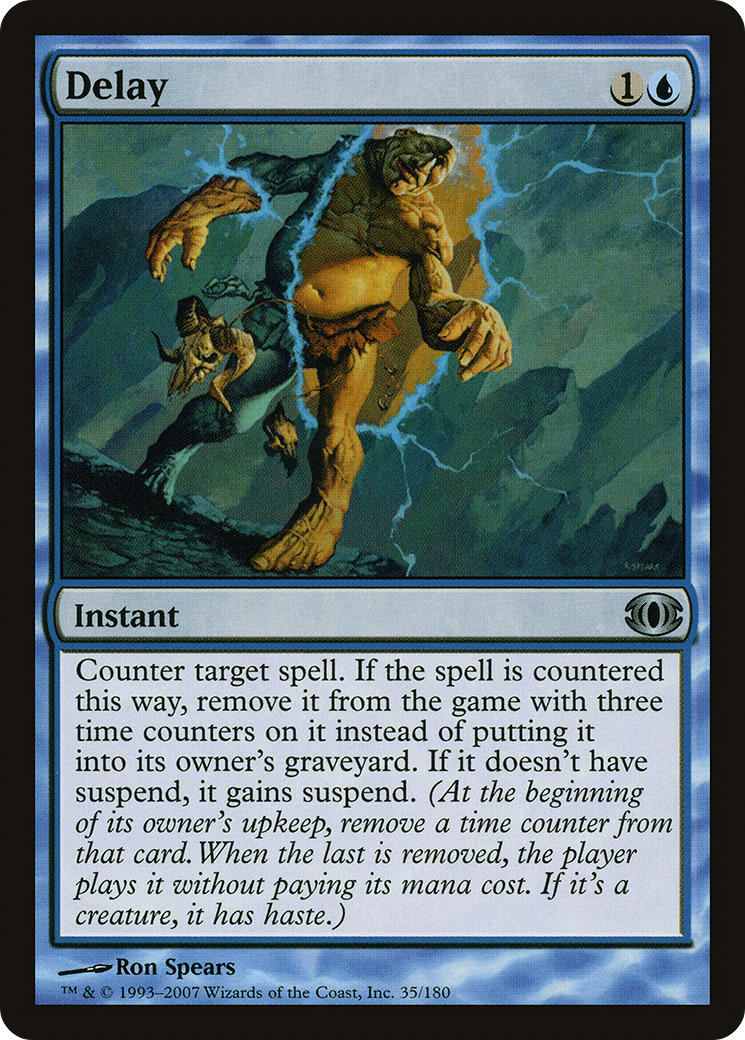 Delay
1
Instant
Counter target spell. If the spell is countered
this way, remove it from the game with three
time counters on it instead of putting it
into its owner's graveyard. If it doesn't have
suspend, it gains suspend. (At the beginning
of its owner's upkeep, remove a time counter from
that card. When the last is removed, the player
plays it without paying its mana cost. If it's a
creature, it has haste.)
Ron Spears
™ & © 1993–2007 Wizards of the Coast, Inc. 35/180